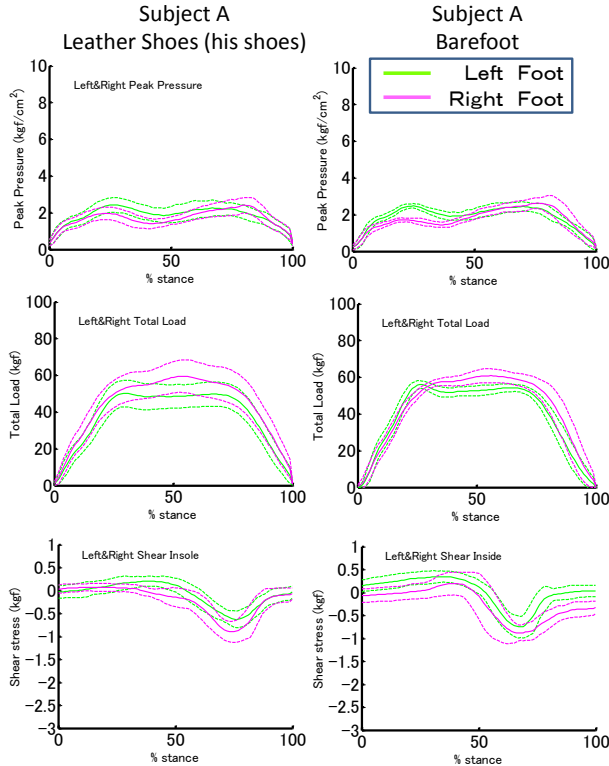 Subject A
Leather Shoes (his shoes)
Subject A
Barefoot
Left&Right Peak Pressure
Peak Pressure (kgf/cm²)
10
8
6
4
2
0
0
50
100
% stance
Left Foot
Right Foot
Peak Pressure (kgf/cm²)
10
8
6
4
2
0
0
50
100
% stance
Left&Right Total Load
Total Load (kgf)
100
80
60
40
20
0
0
50
100
% stance
Left&Right Total Load
Total Load (kgf)
100
80
60
40
20
0
0
50
100
% stance
Left&Right Shear Insole
Shear stress (kgf)
1
0.5
0
-0.5
-1
-1.5
-2
-2.5
-3
0
50
100
% stance
Left&Right Shear Inside
Shear stress (kgf)
1
0.5
0
-0.5
-1
-1.5
-2
-2.5
-3
0
50
100
% stance